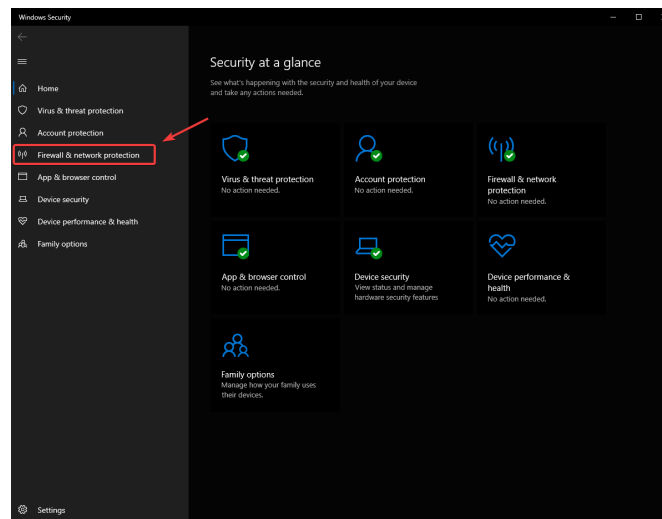 Windows Security
Home
Virus & threat protection
Account protection
Firewall & network protection
App & browser control
Device security
Device performance & health
Family options
Settings
Security at a glance
See what's happening with the security and health of your device
and take any actions needed.
Virus & threat protection
No action needed.
Account protection
No action needed.
Firewall & network
protection
No action needed.
App & browser control
No action needed.
Device security
View status and manage
hardware security features
Device performance &
health
No action needed.
Family options
Manage how your family uses
their devices.